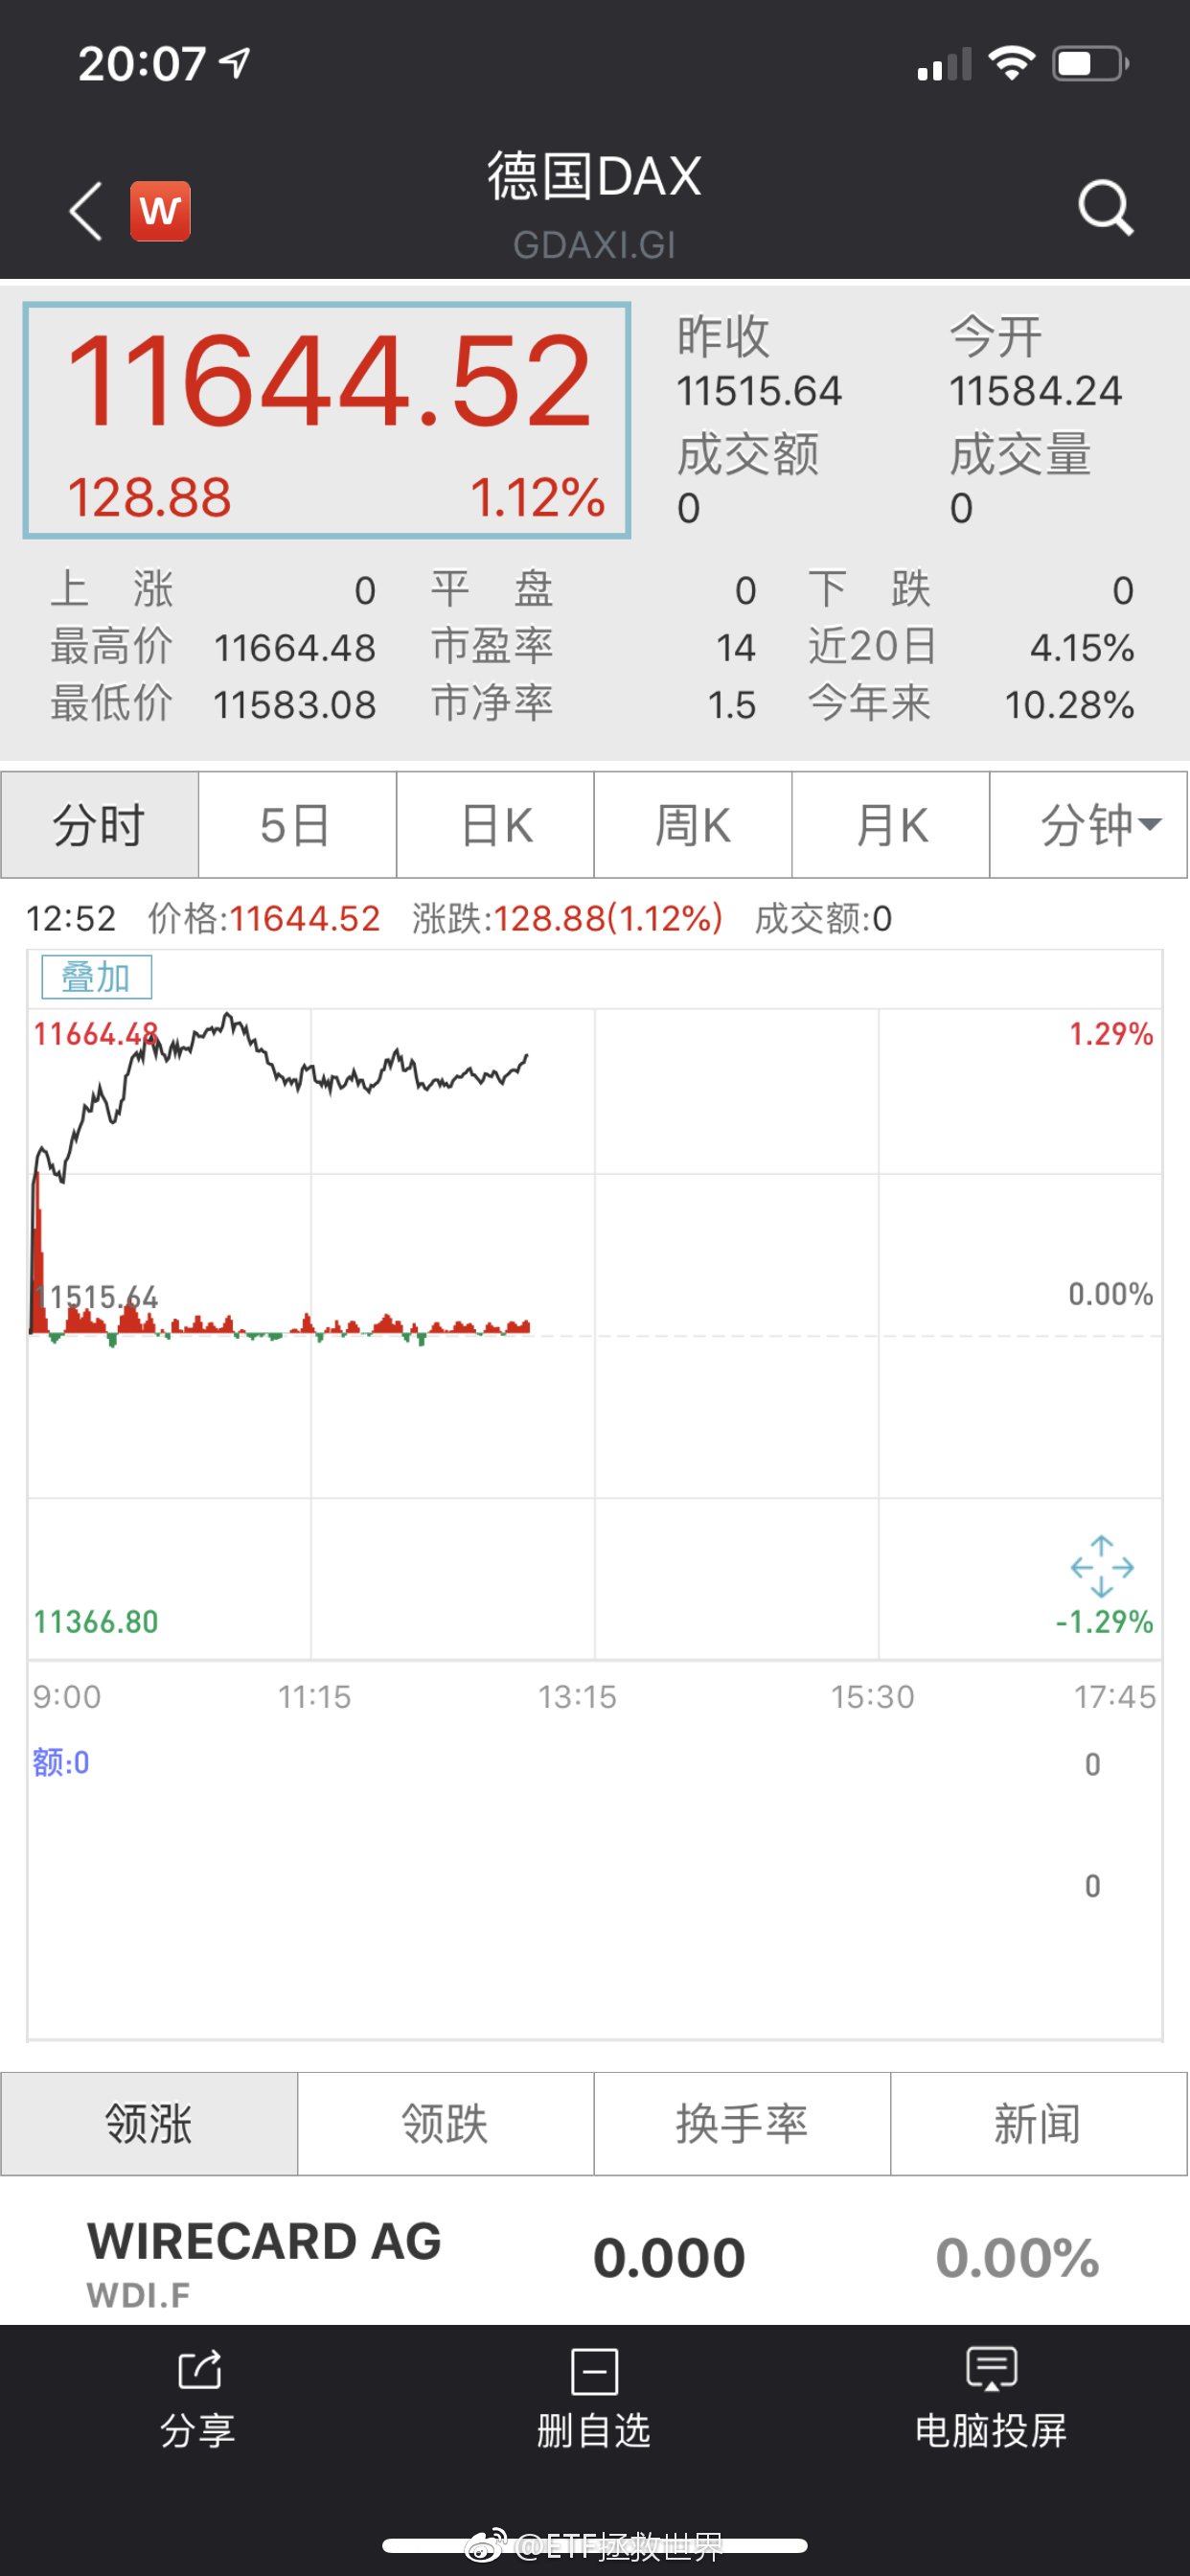 20:07
德国DAX
W
GDAXI.GI
11644.52
128.88 1.12%
昨收 今开
11515.64 11584.24
成交额 成交量
0 0
上 涨 0 平 盘 0 下 跌 0
最高价 11664.48 市盈率 14 近20日 4.15%
最低价 11583.08 市净率 1.5 今年来 10.28%
分时 5日 日K 周K 月K 分钟
12:52 价格:11644.52 涨跌:128.88(1.12%) 成交额:0
叠加
11664.48 1.29%
11515.64 0.00%
11366.80 -1.29%
9:00 11:15 13:15 15:30 17:45
额:0 0
0
领涨 领跌 换手率 新闻
WIRECARD AG 0.000 0.00%
WDI.F
分享 删自选 电脑投屏
@ETF拯救世界